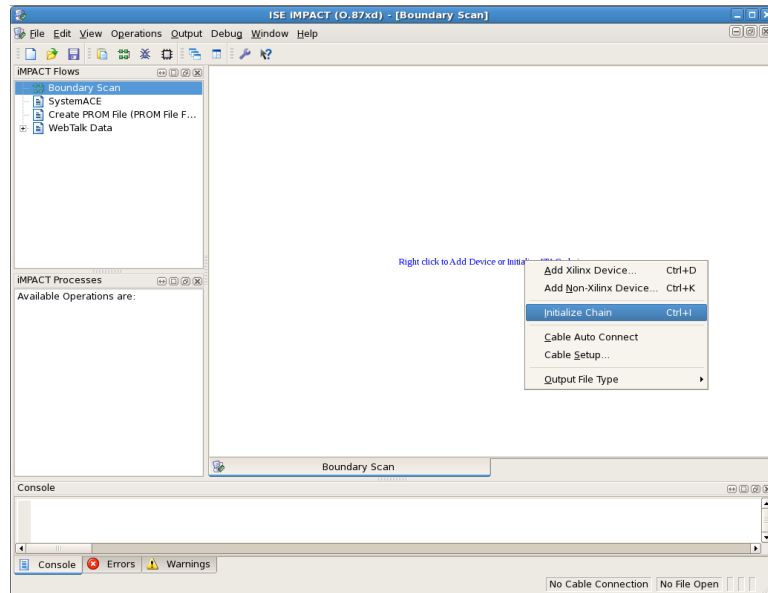 ISE iMPACT (O.87xd) - [Boundary Scan]
File Edit View Operations Output Debug Window Help
iMPACT Flows
Boundary Scan
SystemACE
Create PROM File (PROM File F...
WebTalk Data
Right click to Add Device or
iMPACT Processes
Available Operations are:
Add Xilinx Device... Ctrl+D
Add Non-Xilinx Device... Ctrl+K
Initialize Chain Ctrl+I
Cable Auto Connect
Cable Setup...
Output File Type
Boundary Scan
Console
Console Errors Warnings
No Cable Connection No File Open